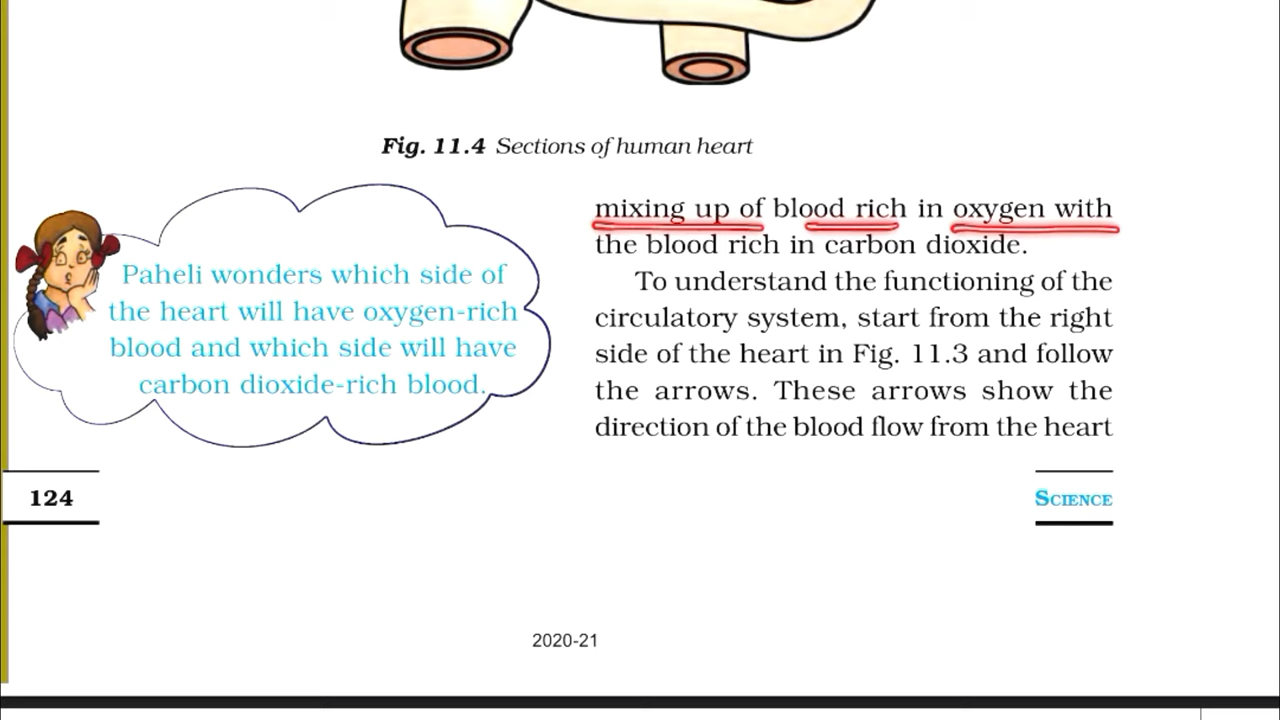 Fig. 11.4 Sections of human heart
Paheli wonders which side of
the heart will have oxygen-rich
blood and which side will have
carbon dioxide-rich blood.
mixing up of blood rich in oxygen with
the blood rich in carbon dioxide.
To understand the functioning of the
circulatory system, start from the right
side of the heart in Fig. 11.3 and follow
the arrows. These arrows show the
direction of the blood flow from the heart
124
SCIENCE
2020-21